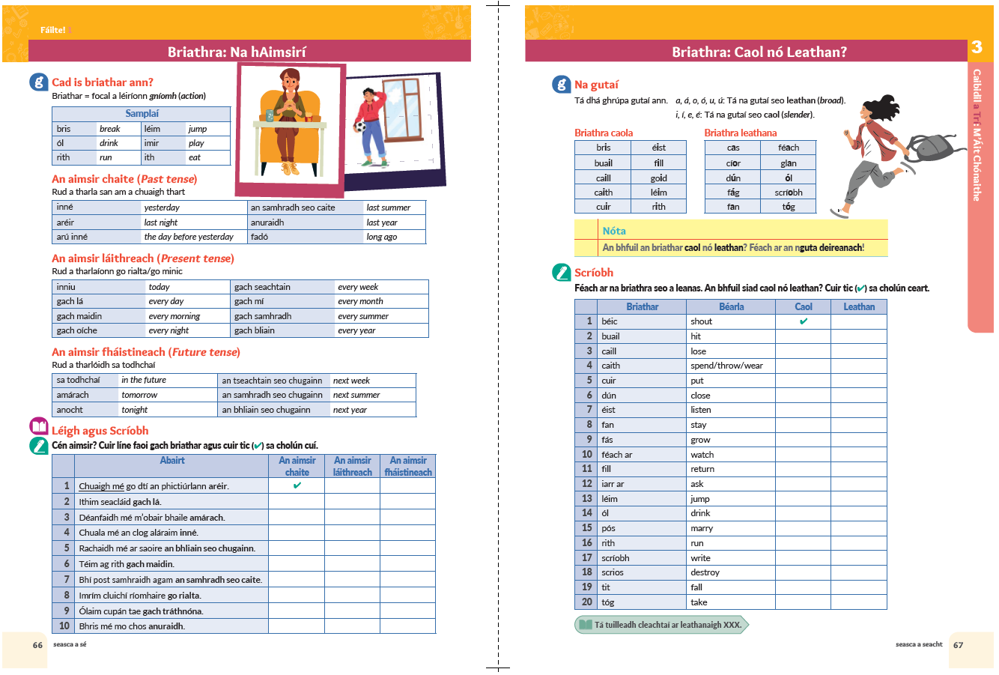 Fáilte! 1
Briathra: Na hAimsirí
Cad is briathar ann?
Briathar = focal a léiríonn gníomh (action)
Samplaí
bris break léim jump
ól drink imir play
rith run ith eat
An aimsir chaite (Past tense)
Rud a tharla san am a chuaigh thart
inné yesterday an samhradh seo caite last summer
aréir last night anuraidh last year
arú inné the day before yesterday fadó long ago
An aimsir láithreach (Present tense)
Rud a tharlaíonn go rialta/go minic
inniu today gach seachtain every week
gach lá every day gach mí every month
gach maidin every morning gach samhradh every summer
gach oíche every night gach bliain every year
An aimsir fháistineach (Future tense)
Rud a tharlóidh sa todhchaí
sa todhchaí in the future an tseachtain seo chugainn next week
amárach tomorrow an samhradh seo chugainn next summer
anocht tonight an bhliain seo chugainn next year
Léigh agus Scríobh
Cén aimsir? Cuir líne faoi gach briathar agus cuir tic (✔) sa cholún cuí.
Abairt An aimsir chaite An aimsir láithreach An aimsir fháistineach
1 Chuaigh mé go dtí an phictiúrlann aréir. ✔
2 Ithim seacláid gach lá.
3 Déanfaidh mé m'obair bhaile amárach.
4 Chuala mé an clog aláraim inné.
5 Rachaidh mé ar saoire an bhliain seo chugainn.
6 Téim ag rith gach maidin.
7 Bhí post samhraidh agam an samhradh seo caite.
8 Imrím cluichí ríomhaire go rialta.
9 Ólaim cupán tae gach tráthnóna.
10 Bhris mé mo chos anuraidh.
66 seasca a sé
Briathra: Caol nó Leathan?
3
Caibidil a Trí: M'Áit Chónaithe
Na gutaí
Tá dhá ghrúpa gutaí ann. a, á, o, ó, u, ú: Tá na gutaí seo leathan (broad).
i, í, e, é: Tá na gutaí seo caol (slender).
Briathra caola Briathra leathana
bris éist cas féach
buail fill cíor glan
caill goid dún ól
caith léim fág scríobh
cuir rith fan tóg
Nóta
An bhfuil an briathar caol nó leathan? Féach ar an nguta deireanach!
Scríobh
Féach ar na briathra seo a leanas. An bhfuil siad caol nó leathan? Cuir tic (✔) sa cholún ceart.
Briathar Béarla Caol Leathan
1 béic shout ✔
2 buail hit
3 caill lose
4 caith spend/throw/wear
5 cuir put
6 dún close
7 éist listen
8 fan stay
9 fás grow
10 féach ar watch
11 fill return
12 iarr ar ask
13 léim jump
14 ól drink
15 pós marry
16 rith run
17 scríobh write
18 scrios destroy
19 tit fall
20 tóg take
Tá tuilleadh cleachtaí ar leathanaigh XXX.
seasca a seacht 67